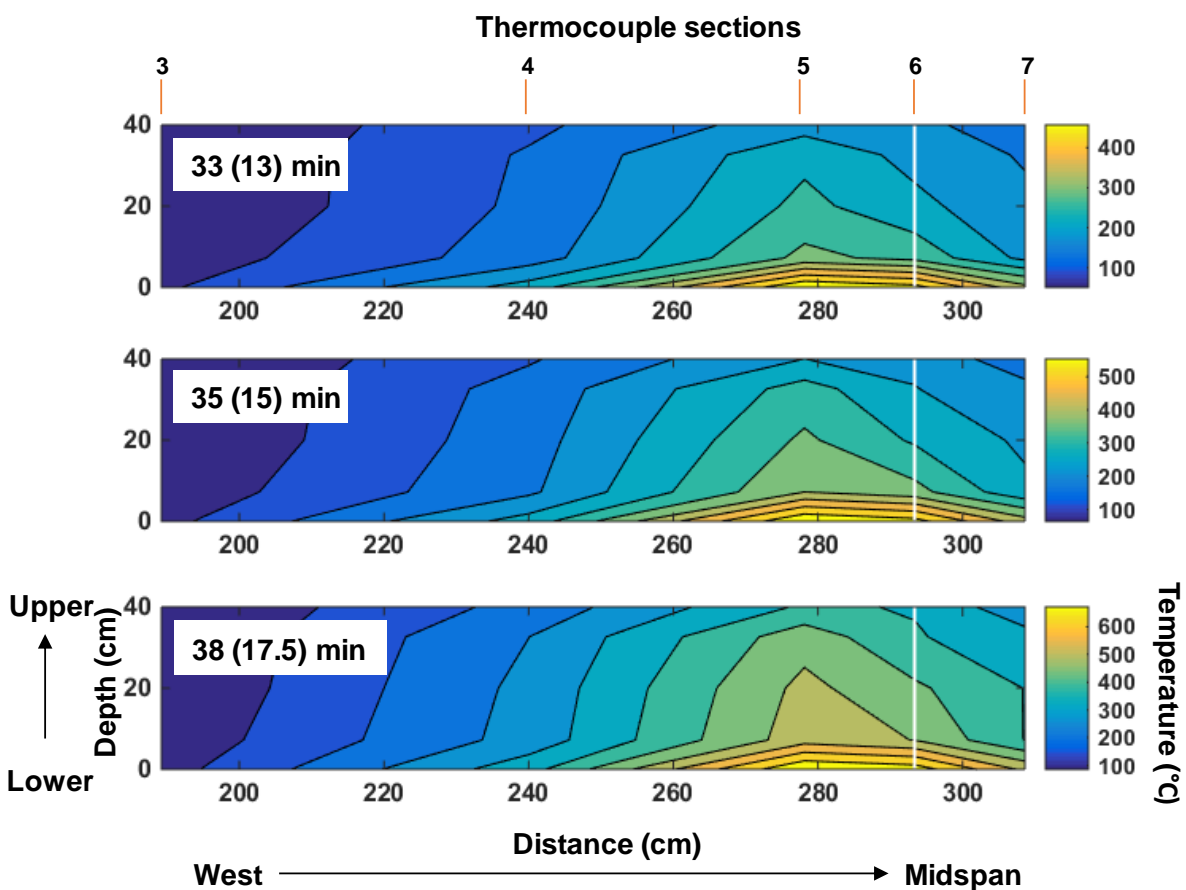 Thermocouple sections
3 4 5 6 7
40
20
0
33 (13) min
200 220 240 260 280 300
400
300
200
100
40
20
0
35 (15) min
200 220 240 260 280 300
500
400
300
200
100
Upper
Lower
Depth (cm)
40
20
0
38 (17.5) min
200 220 240 260 280 300
600
500
400
300
200
100
Temperature (℃)
Distance (cm)
West Midspan